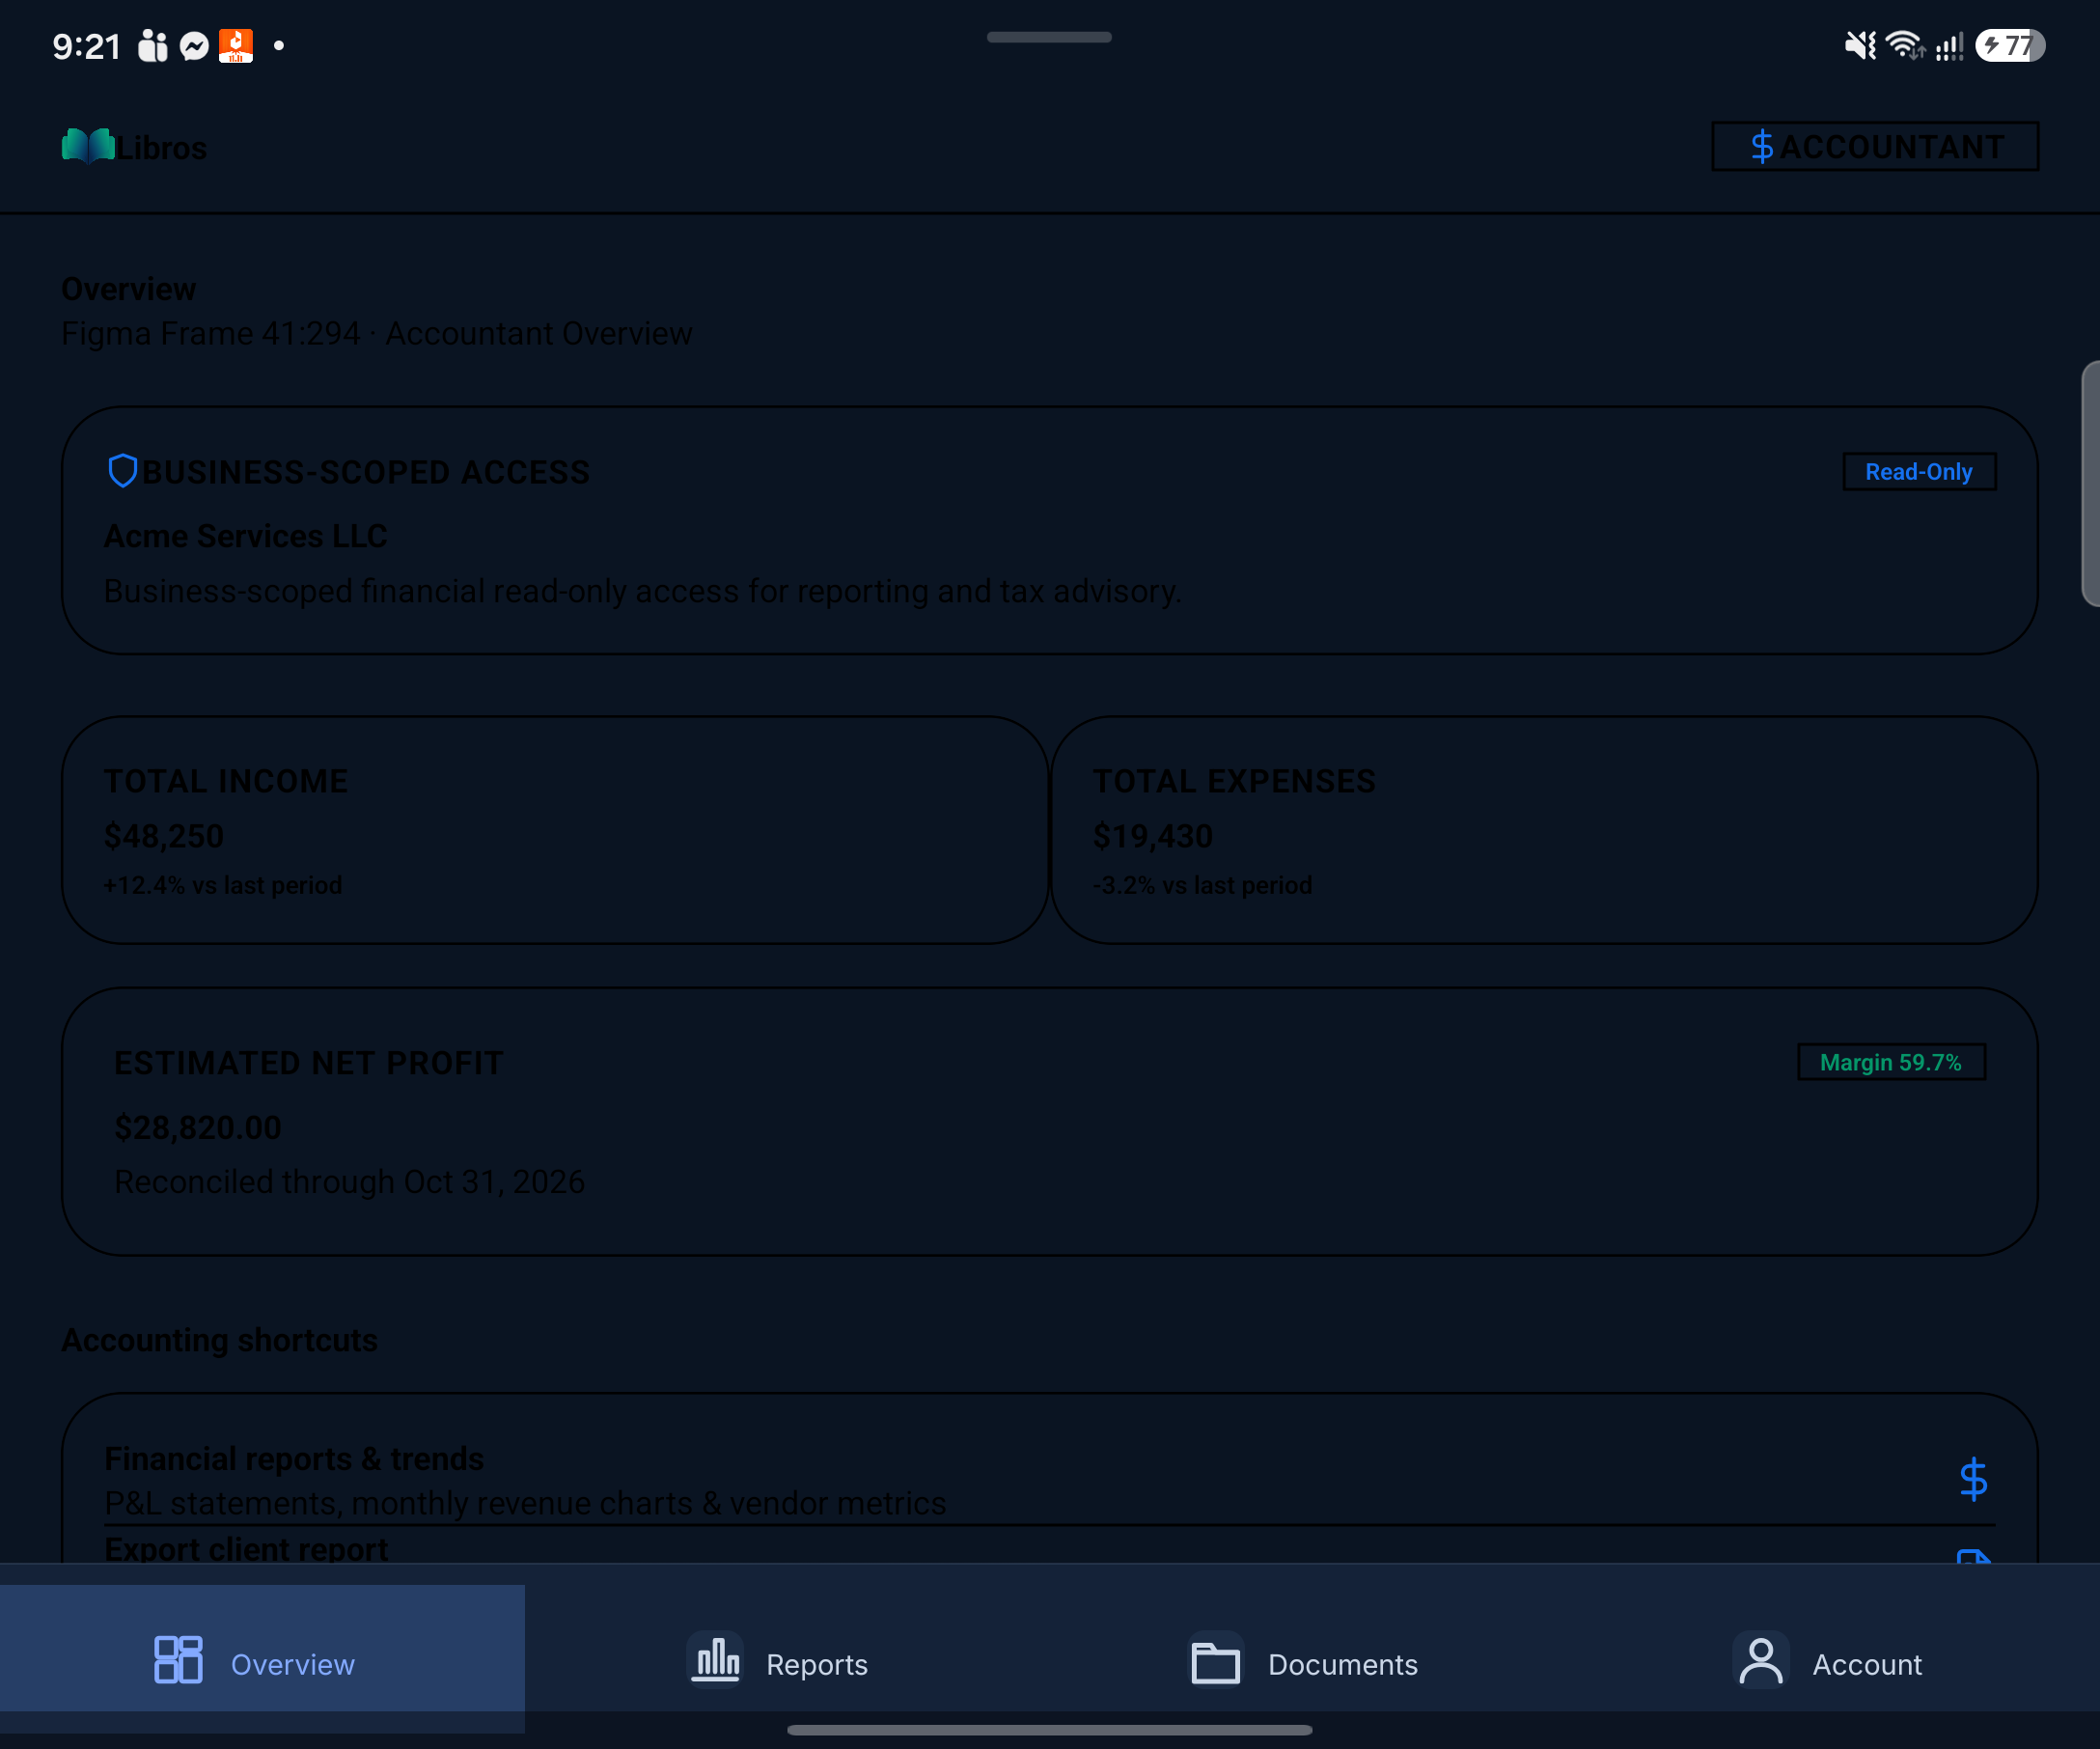 9:21
77
Libros
$ACCOUNTANT
Overview
Figma Frame 41:294 · Accountant Overview
BUSINESS-SCOPED ACCESS
Read-Only
Acme Services LLC
Business-scoped financial read-only access for reporting and tax advisory.
TOTAL INCOME
TOTAL EXPENSES
$48,250
$19,430
+12.4% vs last period
-3.2% vs last period
ESTIMATED NET PROFIT
Margin 59.7%
$28,820.00
Reconciled through Oct 31, 2026
Accounting shortcuts
Financial reports & trends
$
P&L statements, monthly revenue charts & vendor metrics
Export client report
Overview
Reports
Documents
Account